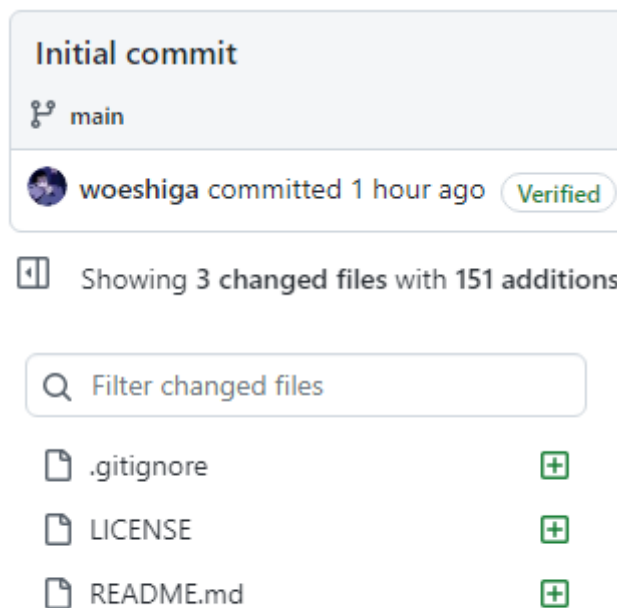 Initial commit
main
woeshiga committed 1 hour ago Verified
Showing 3 changed files with 151 additions
Filter changed files
.gitignore
LICENSE
README.md